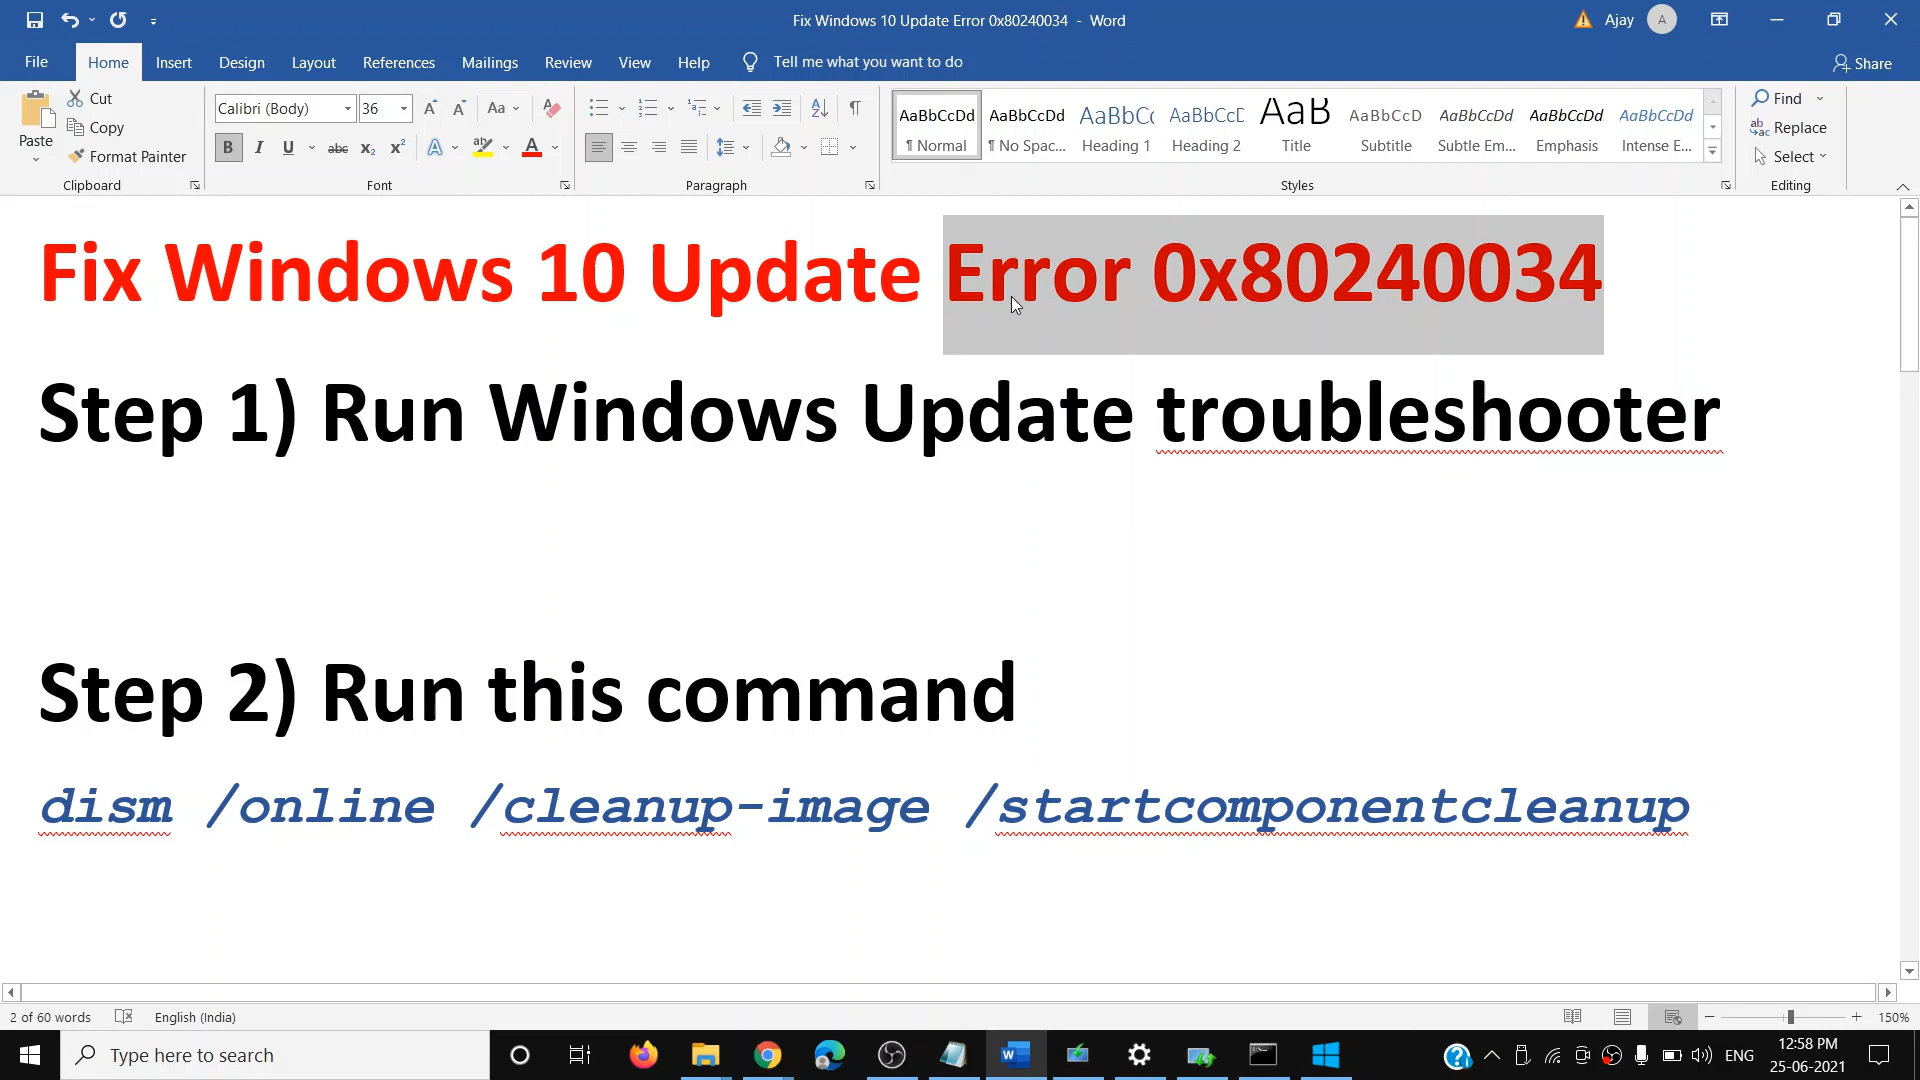 Fix Windows 10 Update Error 0x80240034 - Word
Ajay
A
File Home Insert Design Layout References Mailings Review View Help Tell me what you want to do
Share
Paste
Cut
Copy
Format Painter
Clipboard
Calibri (Body) 36
Aa
B I U abc x₂ x² A ab A
Font
Paragraph
AaBbCcDd AaBbCcDd AaBbCc AaBbCcD AaB AaBbCcD AaBbCcDd AaBbCcDd AaBbCcDd
¶ Normal ¶ No Spac... Heading 1 Heading 2 Title Subtitle Subtle Em... Emphasis Intense E...
Styles
Find
Replace
Select
Editing
Fix Windows 10 Update Error 0x80240034
Step 1) Run Windows Update troubleshooter
Step 2) Run this command
dism /online /cleanup-image /startcomponentcleanup
2 of 60 words English (India) 150%
Type here to search
ENG
12:58 PM
25-06-2021